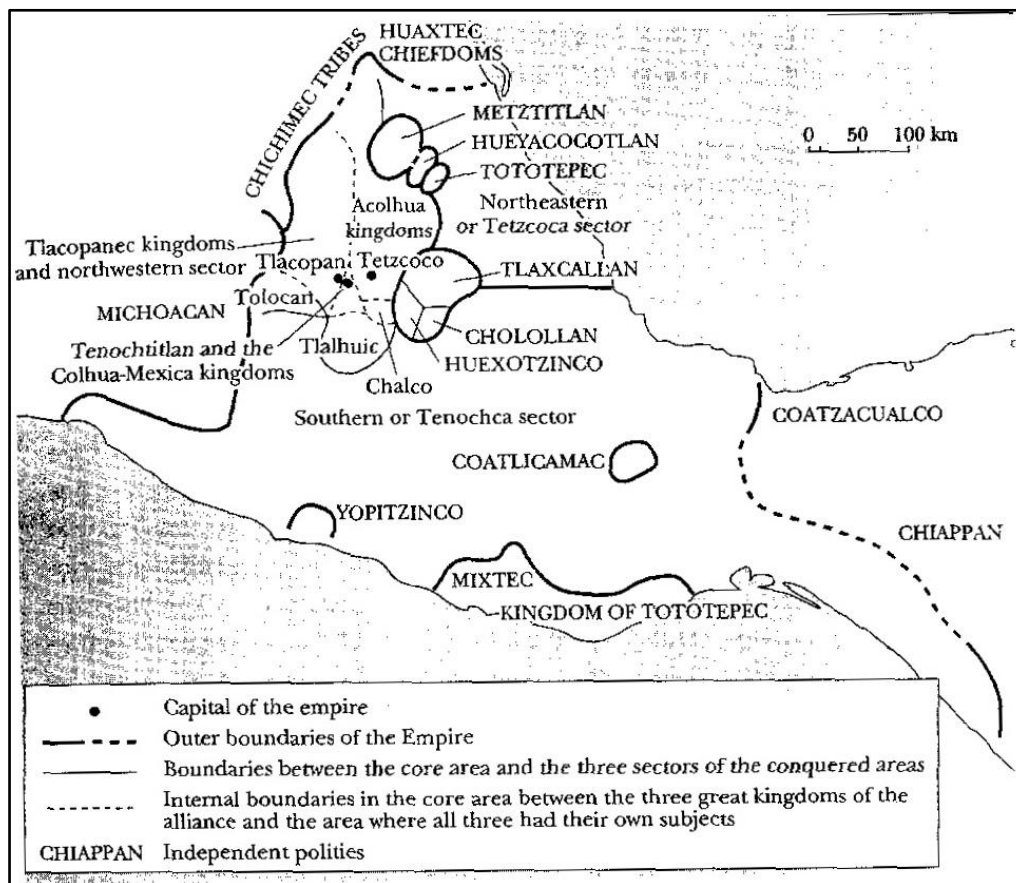 HUAXTEC
CHIEFDOMS
CHICHIMEC TRIBES
METZTITLAN
HUEYACOCOTLAN
TOTOTEPEC
0 50 100 km
Acolhua
kingdoms
Northeastern
or Tetzcoca sector
Tlacopanec kingdoms
and northwestern sector
Tlacopan
Tetzcoco
TLAXCALLAN
MICHOACAN
Tolocan
Tenochtitlan and the
Colhua-Mexica kingdoms
Tlalhuic
CHOLOLLAN
HUEXOTZINCO
Chalco
Southern or Tenochca sector
COATZACUALCO
COATLICAMAC
YOPITZINCO
CHIAPPAN
MIXTEC
KINGDOM OF TOTOTEPEC
Capital of the empire
Outer boundaries of the Empire
Boundaries between the core area and the three sectors of the conquered areas
Internal boundaries in the core area between the three great kingdoms of the
alliance and the area where all three had their own subjects
CHIAPPAN Independent polities